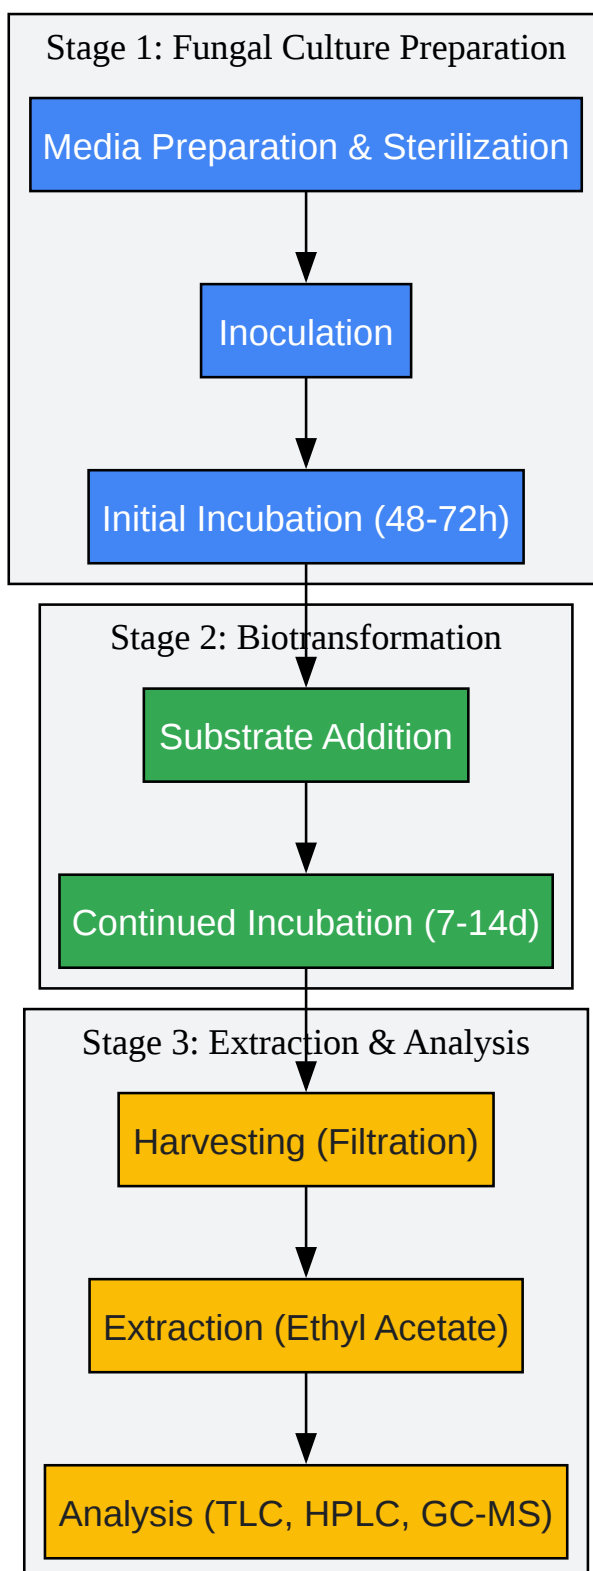 Stage 1: Fungal Culture Preparation
Media Preparation & Sterilization
Inoculation
Initial Incubation (48-72h)
Stage 2: Biotransformation
Substrate Addition
Continued Incubation (7-14d)
Stage 3: Extraction & Analysis
Harvesting (Filtration)
Extraction (Ethyl Acetate)
Analysis (TLC, HPLC, GC-MS)